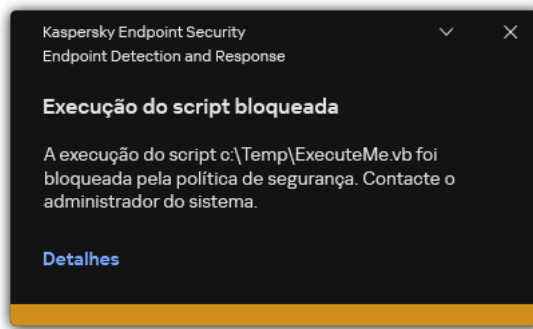 Kaspersky Endpoint Security
Endpoint Detection and Response
Execução do script bloqueada
A execução do script c:\Temp\ExecuteMe.vb foi
bloqueada pela política de segurança. Contacte o
administrador do sistema.
Detalhes